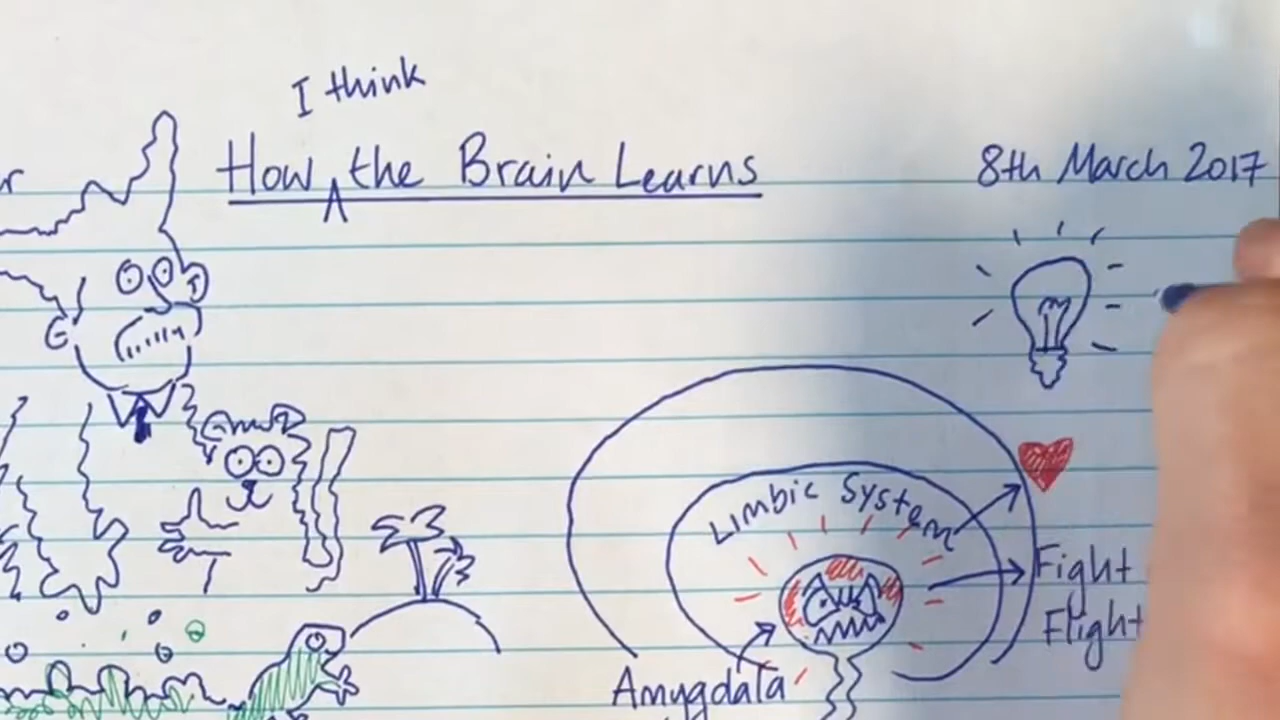 I think
How the Brain Learns
8th March 2017
Limbic System
Fight
Flight
Amygdala